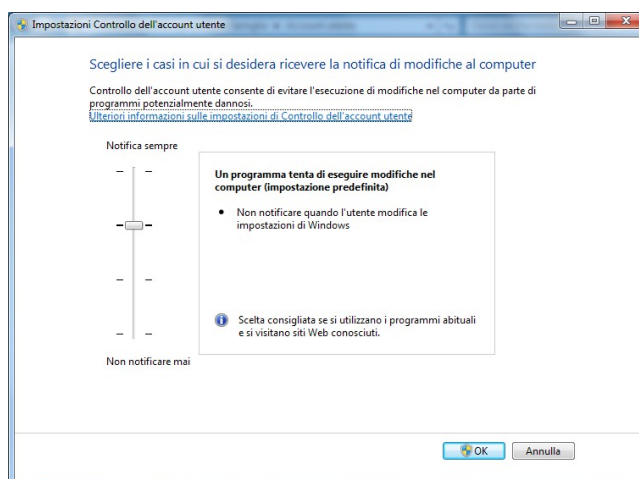 Impostazioni Controllo dell'account utente
Scegliere i casi in cui si desidera ricevere la notifica di modifiche al computer
Controllo dell'account utente consente di evitare l'esecuzione di modifiche nel computer da parte di
programmi potenzialmente dannosi.
Ulteriori informazioni sulle impostazioni di Controllo dell'account utente
Notifica sempre
Un programma tenta di eseguire modifiche nel
computer (impostazione predefinita)
• Non notificare quando l'utente modifica le
impostazioni di Windows
Scelta consigliata se si utilizzano i programmi abituali
e si visitano siti Web conosciuti.
Non notificare mai
OK
Annulla